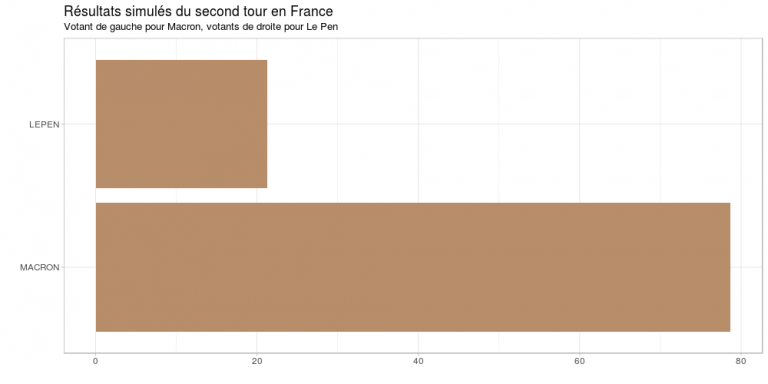 Résultats simulés du second tour en France
Votant de gauche pour Macron, votants de droite pour Le Pen
LEPEN
MACRON
0 20 40 60 80